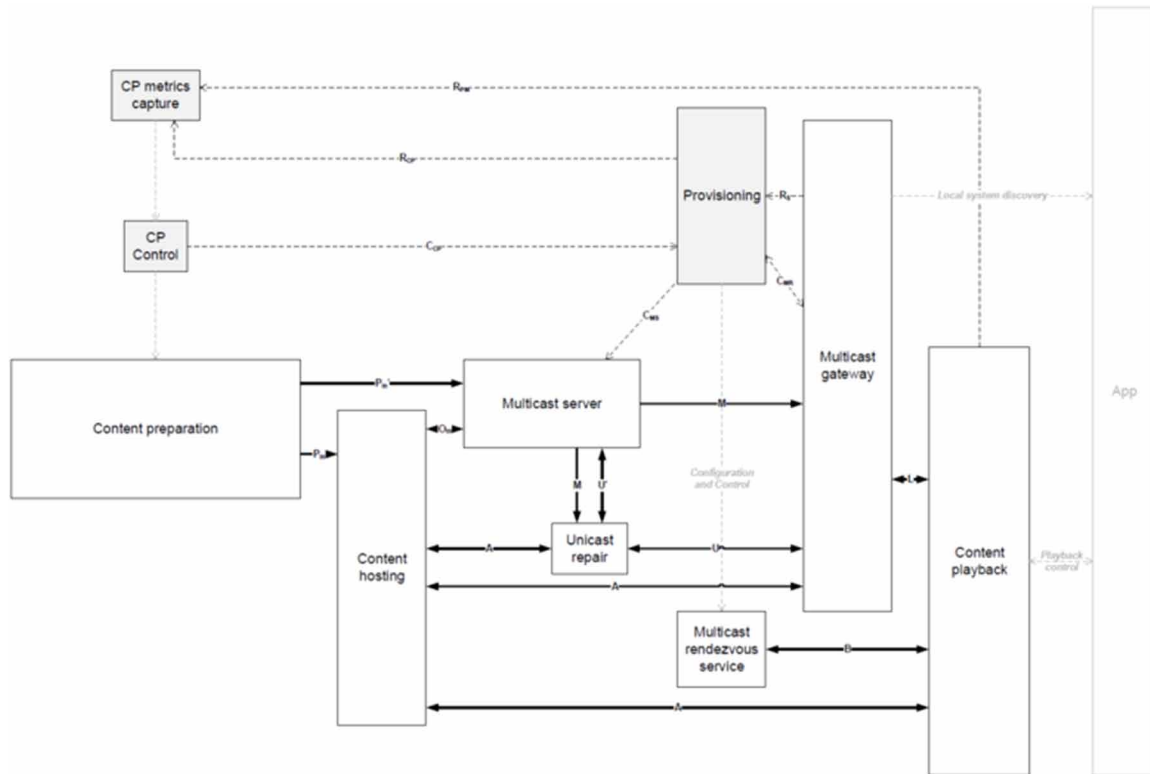 CP metrics
capture
R
R
Provisioning
R
Local system discovery
CP
Control
C
C
C
Multicast
gateway
App
Content preparation
Multicast server
M
Content
hosting
M
U'
Configuration
and Control
L
Unicast
repair
A
U
A
Content
playback
Playback
control
Multicast
rendezvous
service
B
A